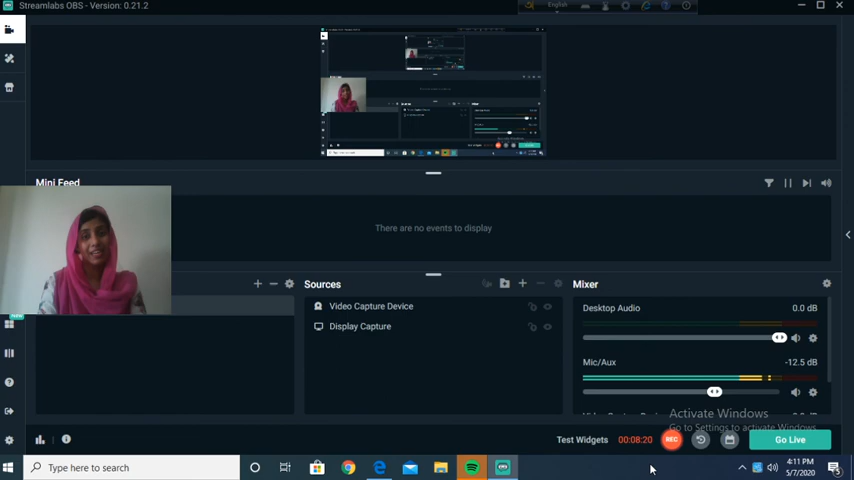 Streamlabs OBS - Version: 0.21.2
English
Mini Feed
There are no events to display
Sources
Mixer
Video Capture Device
Display Capture
Desktop Audio
0.0 dB
Mic/Aux
-12.5 dB
Activate Windows
Go to Settings to activate Windows.
Test Widgets
00:08:20
REC
Go Live
New
Type here to search
4:11 PM
5/7/2020